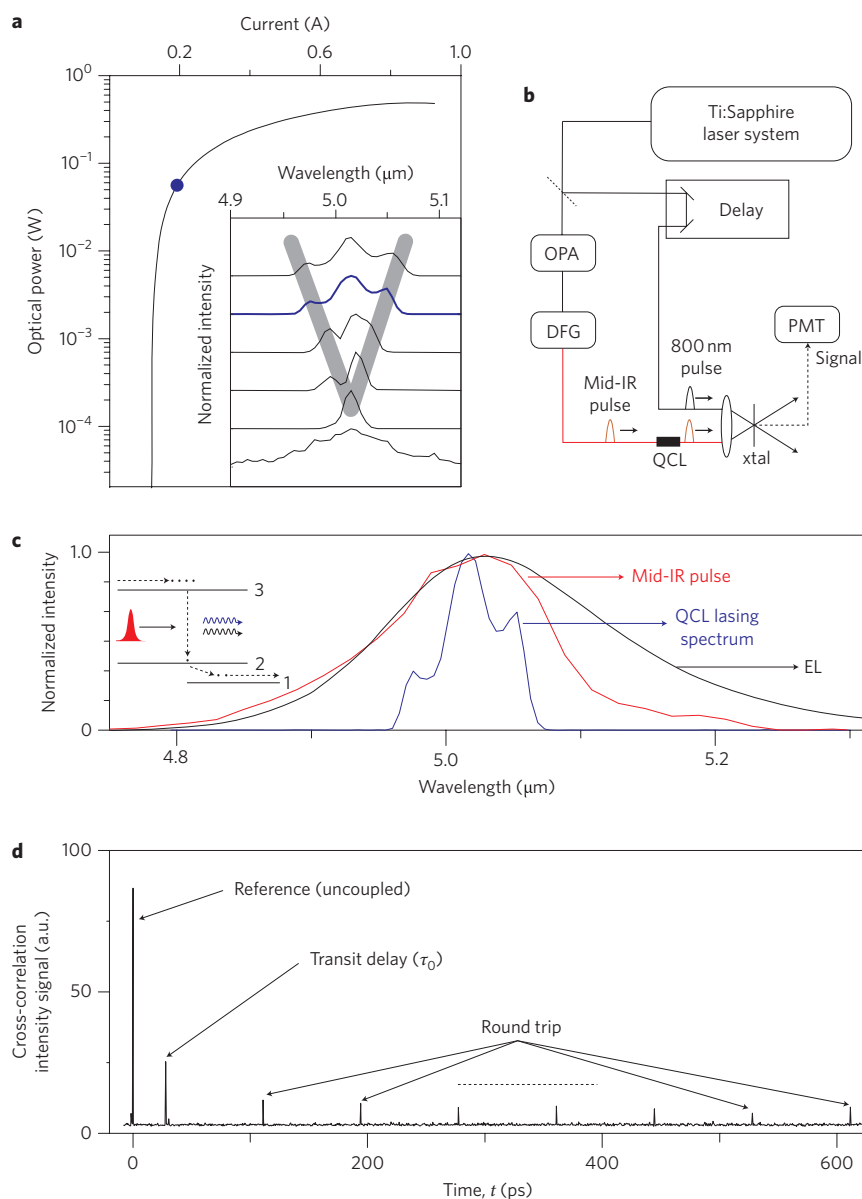 a
Current (A)
0.2 0.6 1.0
Optical power (W)
10⁰
10⁻¹
10⁻²
10⁻³
10⁻⁴
Wavelength (μm)
4.9 5.0 5.1
Normalized intensity
b
Ti:Sapphire
laser system
Delay
OPA
DFG
PMT
800 nm
pulse
Signal
Mid-IR
pulse
QCL
xtal
c
Normalized intensity
1.0
0
3
2
1
Mid-IR pulse
QCL lasing
spectrum
EL
4.8 5.0 5.2
Wavelength (μm)
d
Cross-correlation
intensity signal (a.u.)
100
50
0
Reference (uncoupled)
Transit delay (τ₀)
Round trip
0 200 400 600
Time, t (ps)